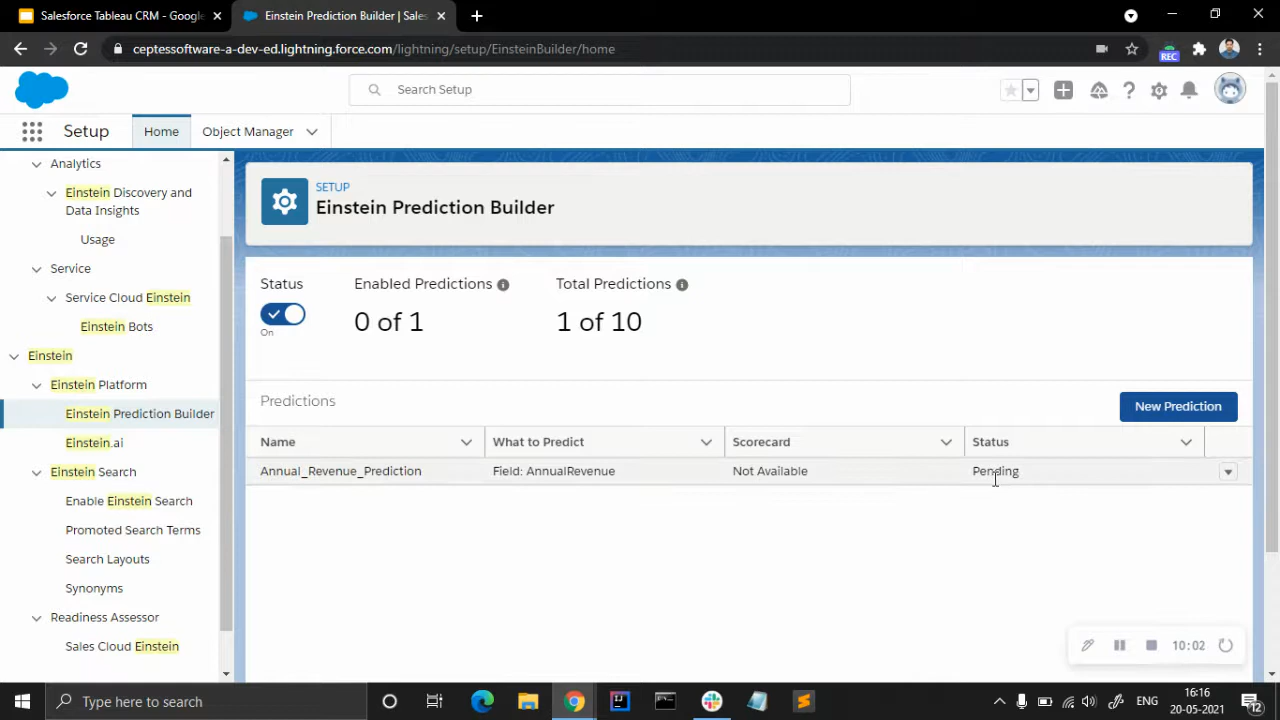 Salesforce Tableau CRM - Google
Einstein Prediction Builder | Sales
ceptessoftware-a-dev-ed.lightning.force.com/lightning/setup/EinsteinBuilder/home
REC
Search Setup
Setup
Home
Object Manager
Analytics
Einstein Discovery and
Data Insights
Usage
Service
Service Cloud Einstein
Einstein Bots
Einstein
Einstein Platform
Einstein Prediction Builder
Einstein.ai
Einstein Search
Enable Einstein Search
Promoted Search Terms
Search Layouts
Synonyms
Readiness Assessor
Sales Cloud Einstein
SETUP
Einstein Prediction Builder
Status
Enabled Predictions
Total Predictions
On
0 of 1
1 of 10
Predictions
New Prediction
Name
What to Predict
Scorecard
Status
Annual_Revenue_Prediction
Field: AnnualRevenue
Not Available
Pending
10:02
Type here to search
ENG
16:16
20-05-2021
12